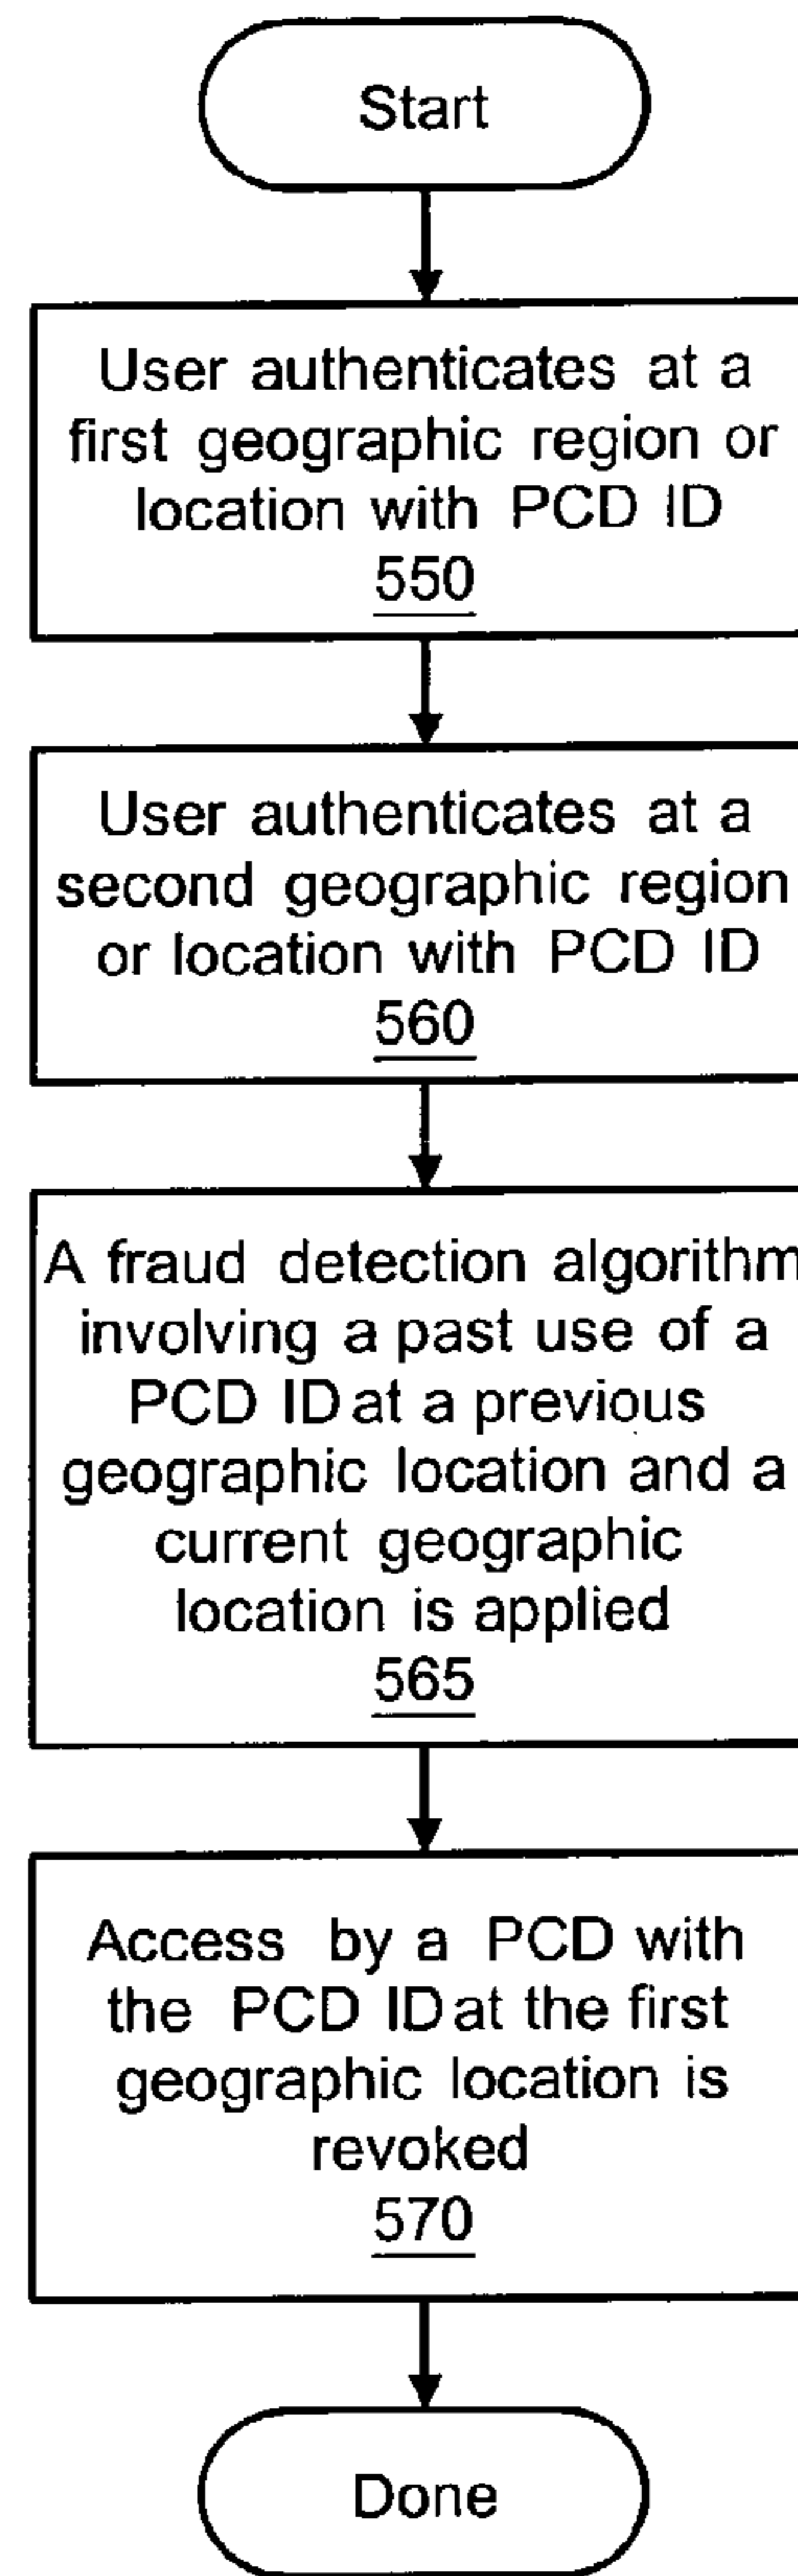 Start
User authenticates at a
first geographic region or
location with PCD ID
550
User authenticates at a
second geographic region
or location with PCD ID
560
A fraud detection algorithm
involving a past use of a
PCD ID at a previous
geographic location and a
current geographic
location is applied
565
Access by a PCD with
the PCD ID at the first
geographic location is
revoked
570
Done